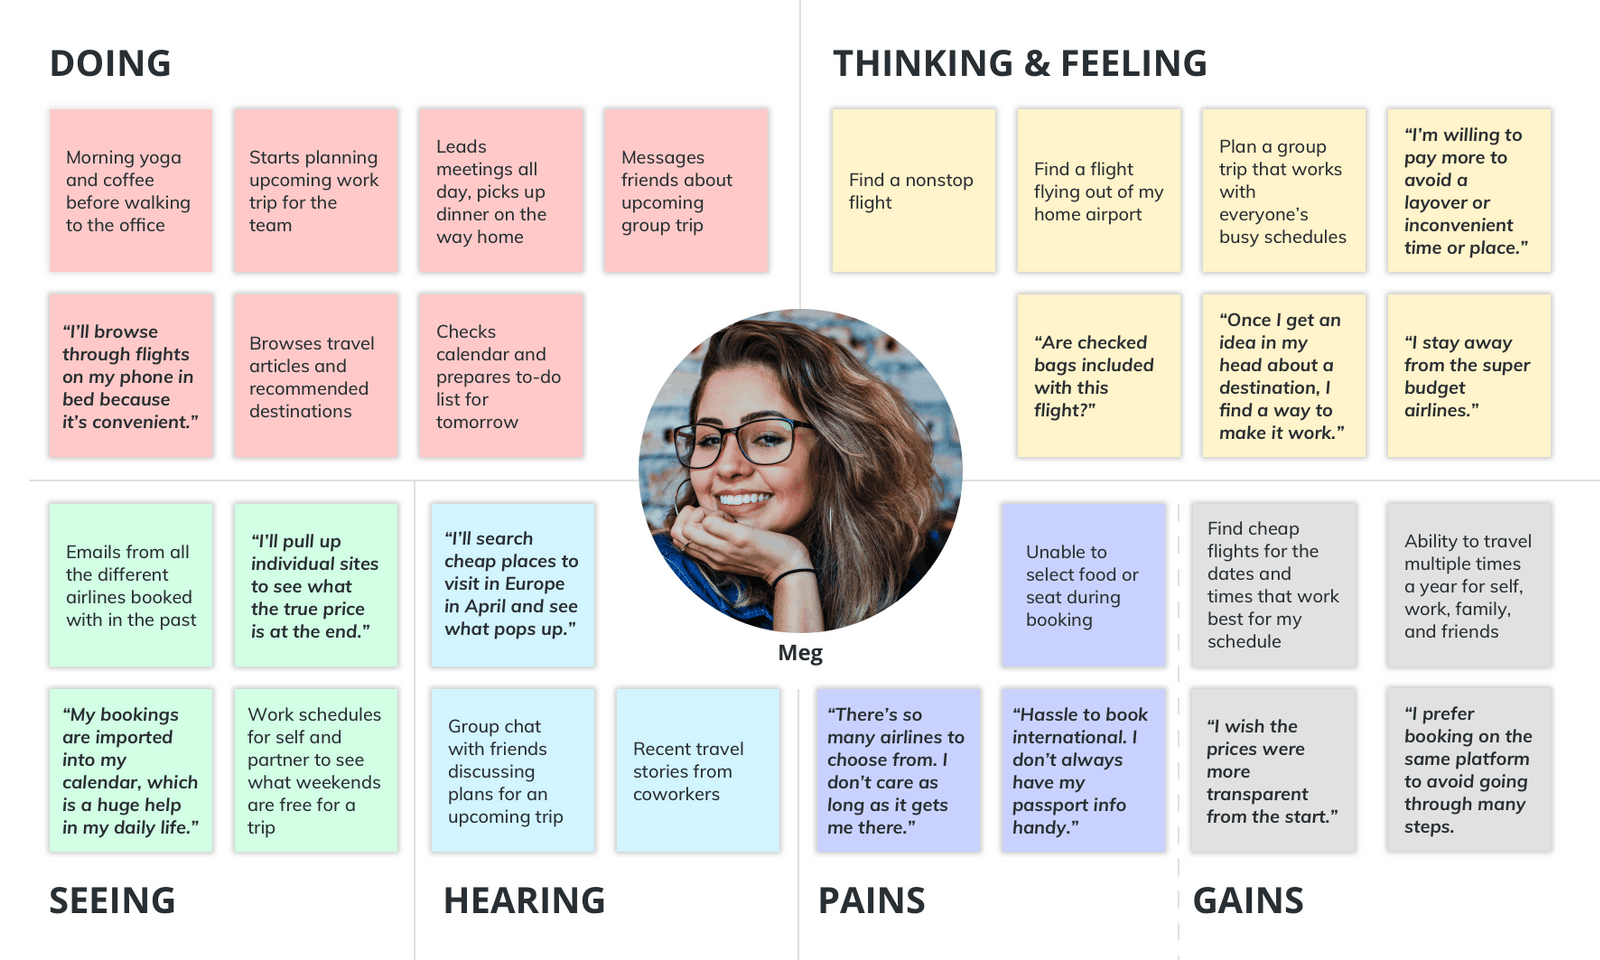 DOING
Morning yoga
and coffee
before walking
to the office
Starts planning
upcoming work
trip for the
team
Leads
meetings all
day, picks up
dinner on the
way home
Messages
friends about
upcoming
group trip
“I’ll browse
through flights
on my phone in
bed because
it’s convenient.”
Browses travel
articles and
recommended
destinations
Checks
calendar and
prepares to-do
list for
tomorrow
THINKING & FEELING
Find a nonstop
flight
Find a flight
flying out of my
home airport
Plan a group
trip that works
with
everyone’s
busy schedules
“I’m willing to
pay more to
avoid a
layover or
inconvenient
time or place.”
“Are checked
bags included
with this
flight?”
“Once I get an
idea in my
head about a
destination, I
find a way to
make it work.”
“I stay away
from the super
budget
airlines.”
Meg
Emails from all
the different
airlines booked
with in the past
“I’ll pull up
individual sites
to see what
the true price
is at the end.”
“My bookings
are imported
into my
calendar, which
is a huge help
in my daily life.”
Work schedules
for self and
partner to see
what weekends
are free for a
trip
SEEING
“I’ll search
cheap places to
visit in Europe
in April and see
what pops up.”
Group chat
with friends
discussing
plans for an
upcoming trip
Recent travel
stories from
coworkers
HEARING
Unable to
select food or
seat during
booking
“There’s so
many airlines to
choose from. I
don’t care as
long as it gets
me there.”
“Hassle to book
international. I
don’t always
have my
passport info
handy.”
PAINS
Find cheap
flights for the
dates and
times that work
best for my
schedule
Ability to travel
multiple times
a year for self,
work, family,
and friends
“I wish the
prices were
more
transparent
from the start.”
“I prefer
booking on the
same platform
to avoid going
through many
steps.
GAINS